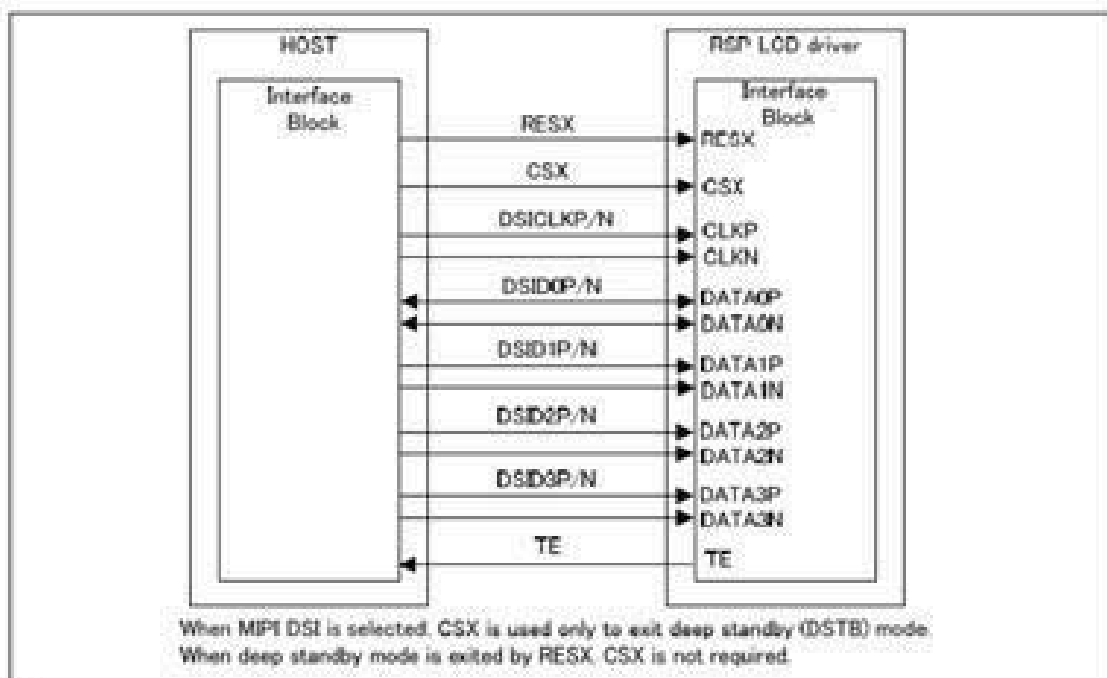 HOST
RSP LCD driver
Interface
Block
Interface
Block
RESX
RESX
CSX
CSX
DSICLKP/N
CLKP
CLKN
DSID0P/N
DATA0P
DATA0N
DSID1P/N
DATA1P
DATA1N
DSID2P/N
DATA2P
DATA2N
DSID3P/N
DATA3P
DATA3N
TE
TE
When MIPI DSI is selected, CSX is used only to exit deep standby (DSTB) mode.
When deep standby mode is exited by RESX, CSX is not required.